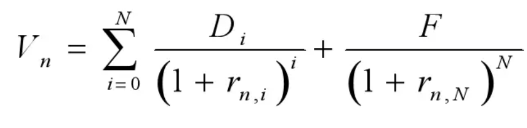 V_n = \sum_{i=0}^{N} \frac{D_i}{(1 + r_{n,i})^i} + \frac{F}{(1 + r_{n,N})^N}